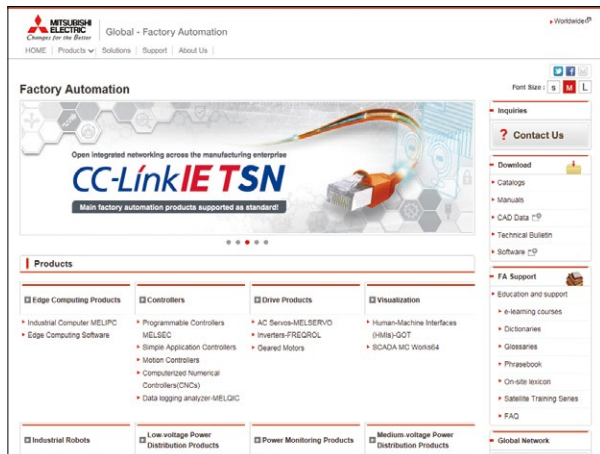 MITSUBISHI
ELECTRIC
Changes for the Better
Global - Factory Automation
Worldwide
HOME Products Solutions Support About Us
Factory Automation
Font Size : S M L
Open integrated networking across the manufacturing enterprise
CC-Link IE TSN
Main factory automation products supported as standard!
Inquiries
? Contact Us
Download
Catalogs
Manuals
CAD Data
Technical Bulletin
Software
FA Support
Education and support
e-learning courses
Dictionaries
Glossaries
Phrasebook
On-site lexicon
Satellite Training Series
FAQ
Global Network
Products
Edge Computing Products
Industrial Computer MELIPC
Edge Computing Software
Controllers
Programmable Controllers
MELSEC
Simple Application Controllers
Motion Controllers
Computerized Numerical
Controllers(CNCs)
Data logging analyzer-MELQIC
Drive Products
AC Servos-MELSERVO
Inverters-FREQROL
Geared Motors
Visualization
Human-Machine Interfaces
(HMIs)-GOT
SCADA MC Works64
Industrial Robots
Low-voltage Power
Distribution Products
Power Monitoring Products
Medium-voltage Power
Distribution Products